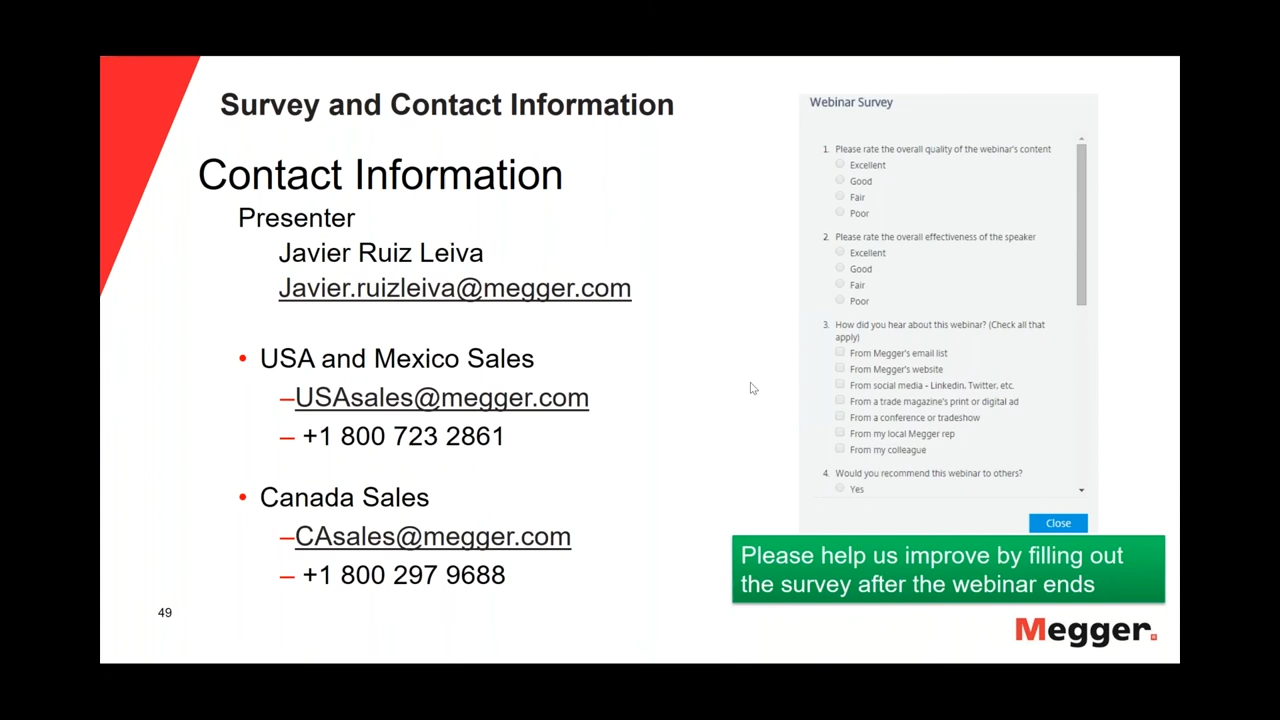 Survey and Contact Information
Contact Information
Presenter
Javier Ruiz Leiva
Javier.ruizleiva@megger.com
• USA and Mexico Sales
–USAsales@megger.com
– +1 800 723 2861
• Canada Sales
–CAsales@megger.com
– +1 800 297 9688
49
Webinar Survey
1. Please rate the overall quality of the webinar's content
Excellent
Good
Fair
Poor
2. Please rate the overall effectiveness of the speaker
Excellent
Good
Fair
Poor
3. How did you hear about this webinar? (Check all that
apply)
From Megger's email list
From Megger's website
From social media - Linkedin, Twitter, etc.
From a trade magazine's print or digital ad
From a conference or tradeshow
From my local Megger rep
From my colleague
4. Would you recommend this webinar to others?
Yes
Close
Please help us improve by filling out
the survey after the webinar ends
Megger.